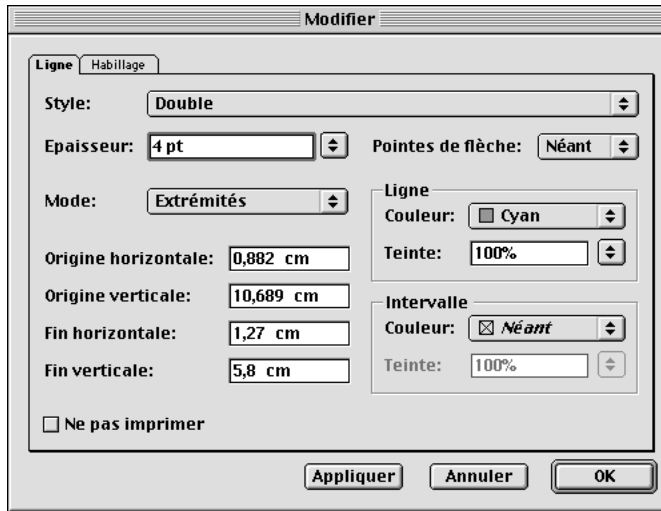 Modifier
Ligne Habillage
Style: Double
Epaisseur: 4 pt Pointes de flèche: Néant
Mode: Extrémités
Ligne
Couleur: Cyan
Teinte: 100%
Origine horizontale: 0,882 cm
Origine verticale: 10,689 cm
Fin horizontale: 1,27 cm
Fin verticale: 5,8 cm
Intervalle
Couleur: Néant
Teinte: 100%
Ne pas imprimer
Appliquer Annuler OK